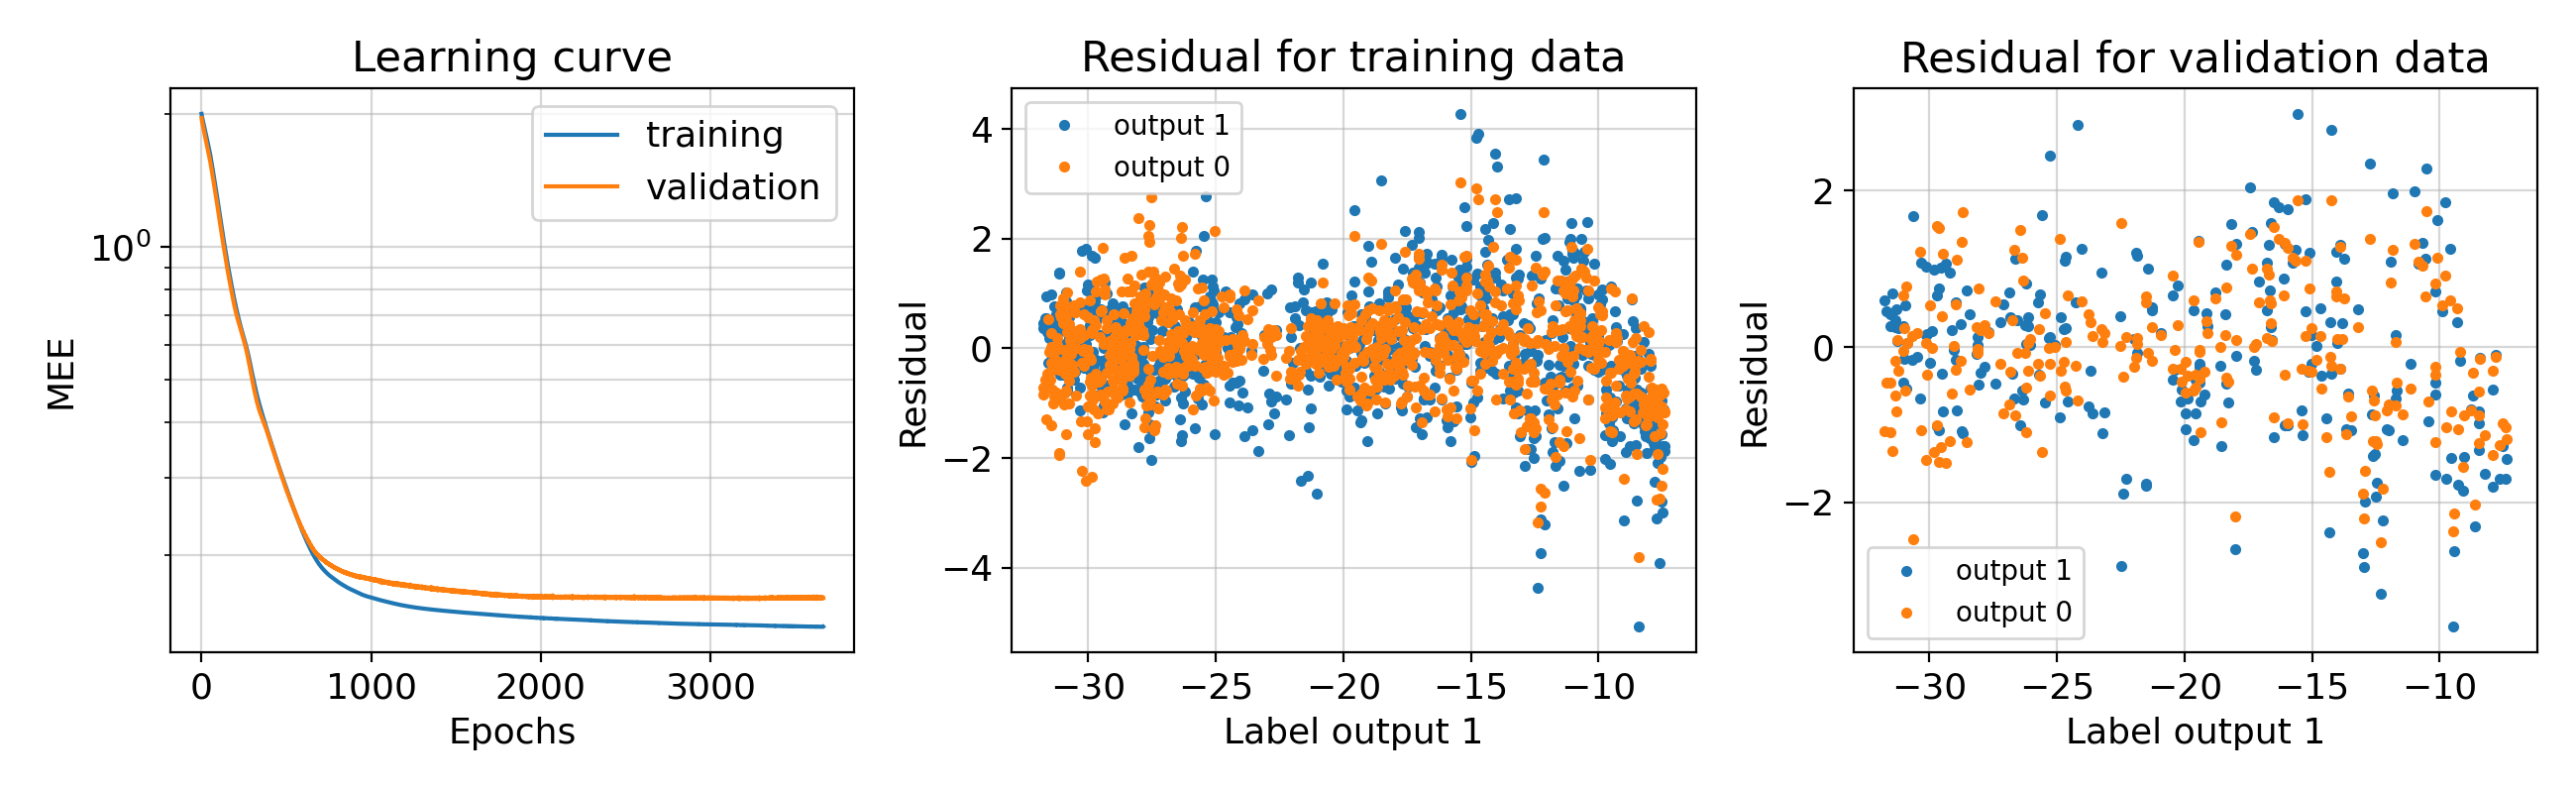 Learning curve
training
validation
10⁰
MEE
0
1000
2000
3000
Epochs
Residual for training data
output 1
output 0
4
2
0
−2
−4
Residual
−30
−25
−20
−15
−10
Label output 1
Residual for validation data
2
0
−2
Residual
output 1
output 0
−30
−25
−20
−15
−10
Label output 1